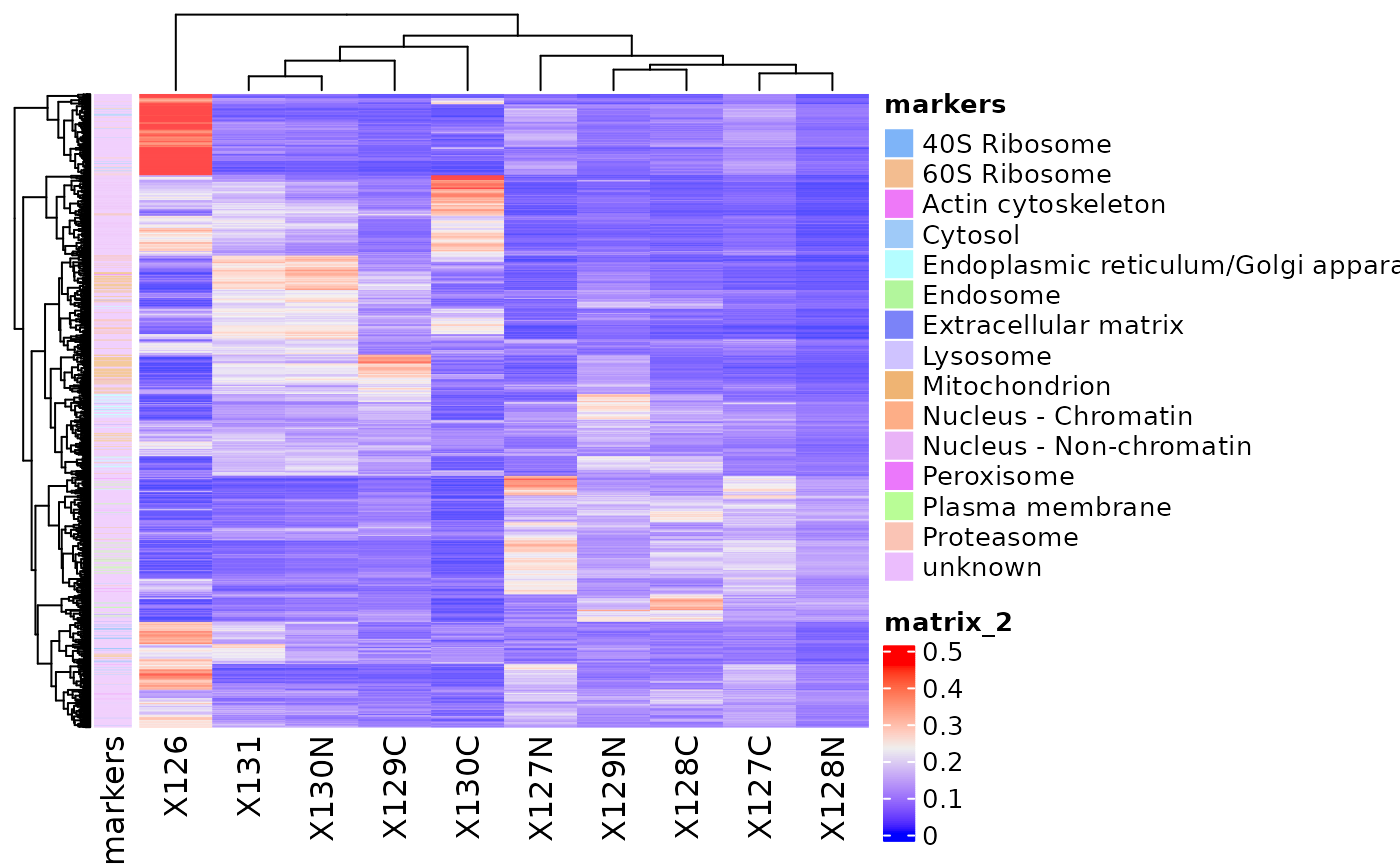 markers
40S Ribosome
60S Ribosome
Actin cytoskeleton
Cytosol
Endoplasmic reticulum/Golgi appara
Endosome
Extracellular matrix
Lysosome
Mitochondrion
Nucleus - Chromatin
Nucleus - Non-chromatin
Peroxisome
Plasma membrane
Proteasome
unknown
matrix_2
0.5
0.4
0.3
0.2
0.1
0
markers
X126
X131
X130N
X129C
X130C
X127N
X129N
X128C
X127C
X128N